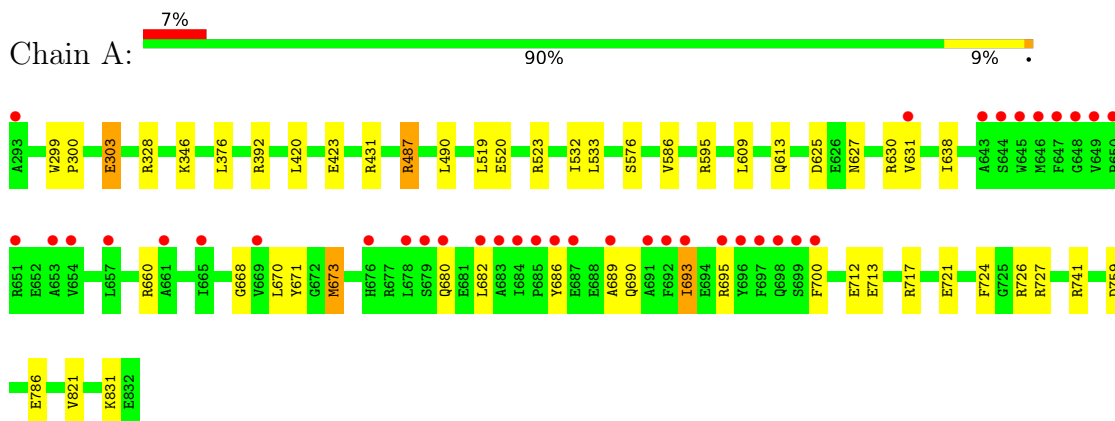 7%
Chain A:
90% 9% •
A293 W299 P300 E303 R328 K346 L376 R392 L420 E423 R431 R487 L490 L519 E520 R523 I532 L533 S576 V586 R595 L609 Q613 D625 E626 N627 R630 V631 I638 A643 S644 W645 M646 F647 G648 V649
R651 E652 A653 V654 L657 R660 A661 I665 G668 V669 L670 Y671 G672 M673 H676 R677 L678 S679 Q680 E681 L682 A683 I684 P685 Y686 E687 E688 A689 Q690 A691 F692 I693 E694 R695 Y696 F697 Q698 S699 F700 E712 E713 R717 E721 F724 G725 R726 R727 R741
E786 V821 K831 E832